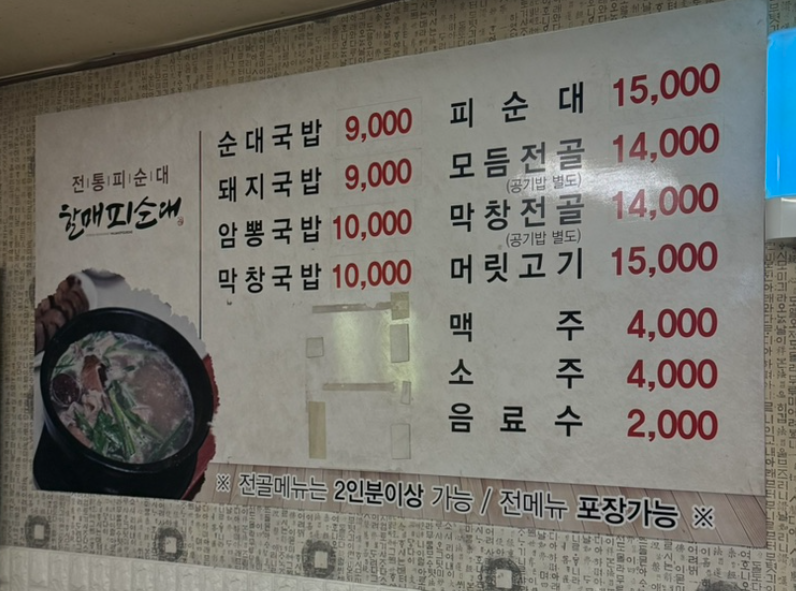 전통피순대
할매피순대
순대국밥 9,000
돼지국밥 9,000
암뽕국밥 10,000
막창국밥 10,000
피순대 15,000
모듬전골 14,000
(공기밥 별도)
막창전골 14,000
(공기밥 별도)
머릿고기 15,000
맥주 4,000
소주 4,000
음료수 2,000
※ 전골메뉴는 2인분이상 가능 / 전메뉴 포장가능 ※